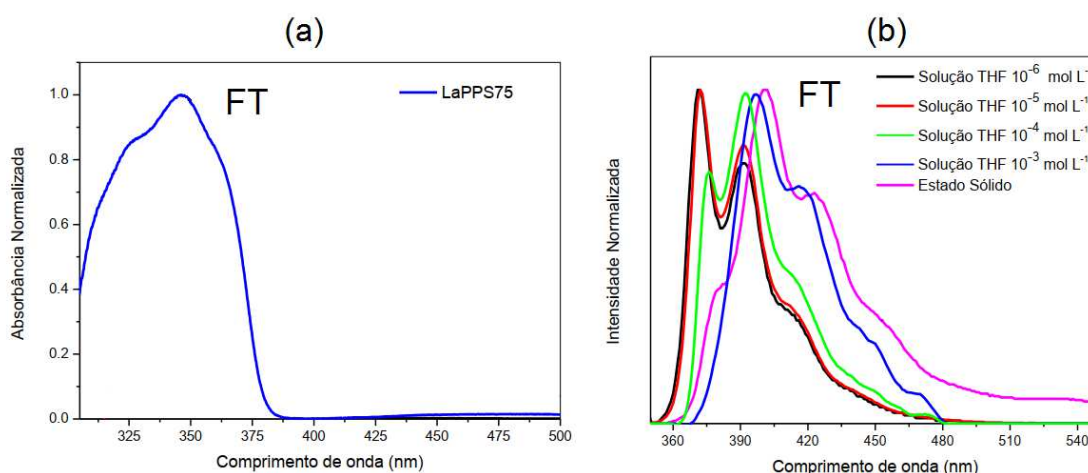 (a)
FT
LaPPS75
Absorbância Normalizada
1.0
0.8
0.6
0.4
0.2
0.0
325 350 375 400 425 450 475 500
Comprimento de onda (nm)
(b)
FT
Solução THF 10⁻⁶ mol L⁻
Solução THF 10⁻⁵ mol L⁻¹
Solução THF 10⁻⁴ mol L⁻¹
Solução THF 10⁻³ mol L⁻¹
Estado Sólido
Intensidade Normalizada
360 390 420 450 480 510 540
Comprimento de onda (nm)